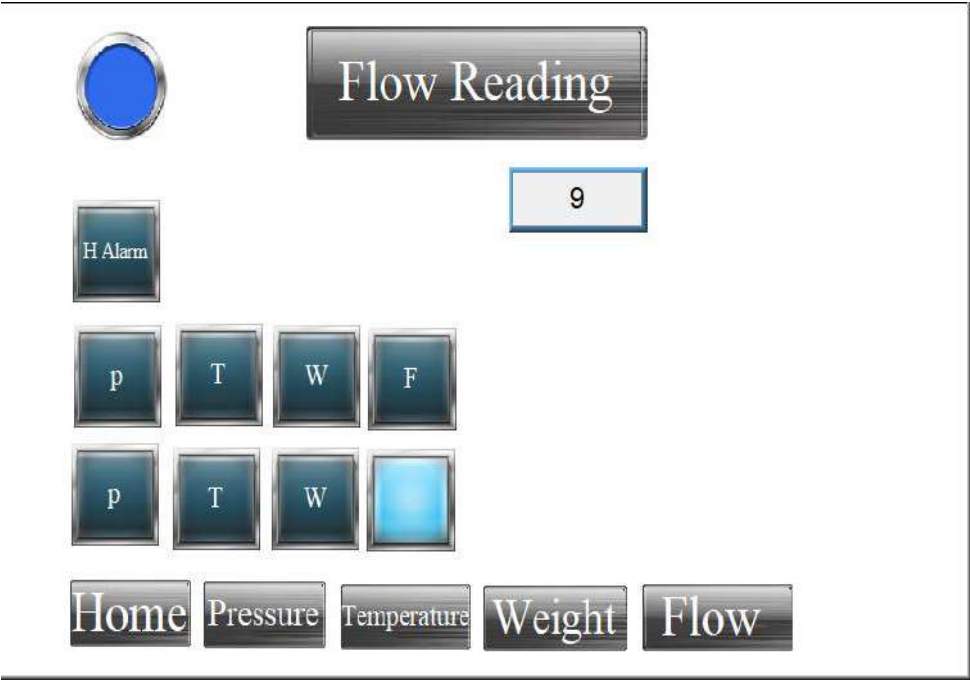 Flow Reading
9
H Alarm
p T W F
p T W
Home Pressure Temperature Weight Flow